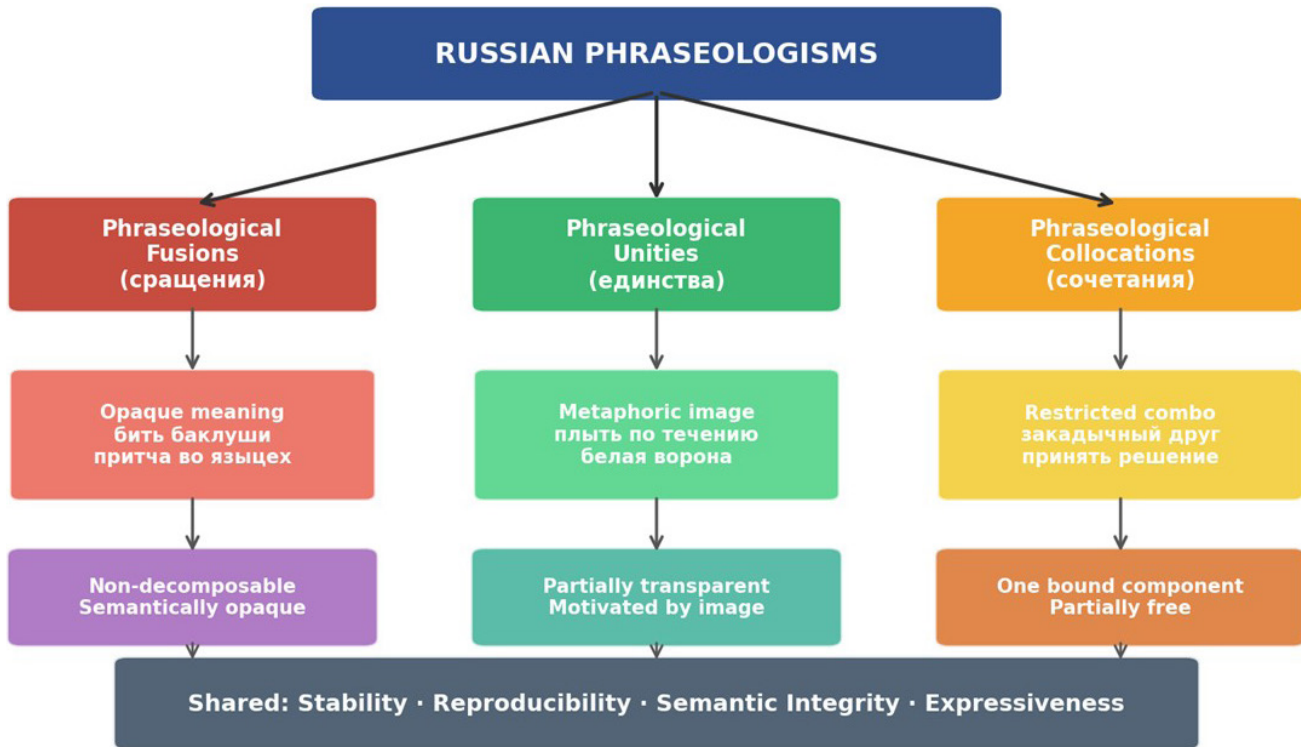 RUSSIAN PHRASEOLOGISMS
Phraseological
Fusions
(сращения)
Phraseological
Unities
(единства)
Phraseological
Collocations
(сочетания)
Opaque meaning
бить баклуши
притча во языцех
Metaphoric image
плыть по течению
белая ворона
Restricted combo
закадычный друг
принять решение
Non-decomposable
Semantically opaque
Partially transparent
Motivated by image
One bound component
Partially free
Shared: Stability · Reproducibility · Semantic Integrity · Expressiveness